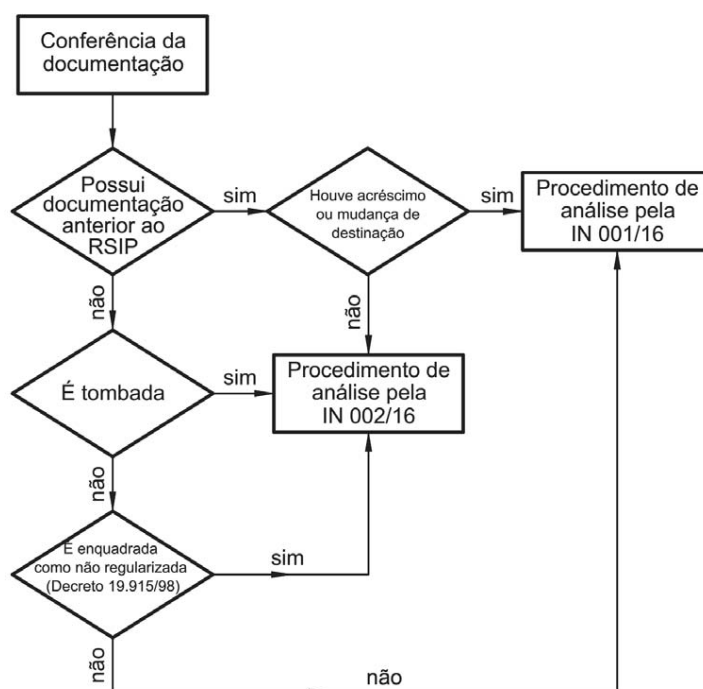 Conferência da
documentação
Possui
documentação
anterior ao
RSIP
sim
Houve acréscimo
ou mudança de
destinação
sim
Procedimento de
análise pela
IN 001/16
não
não
É tombada
sim
Procedimento de
análise pela
IN 002/16
não
É enquadrada
como não regularizada
(Decreto 19.915/98)
sim
não
não